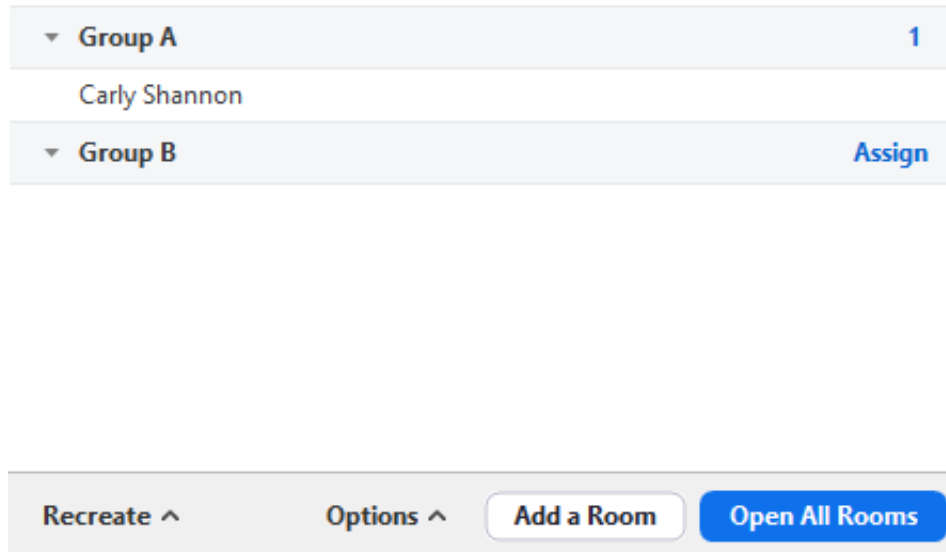 Group A 1
Carly Shannon
Group B Assign
Recreate Options Add a Room Open All Rooms